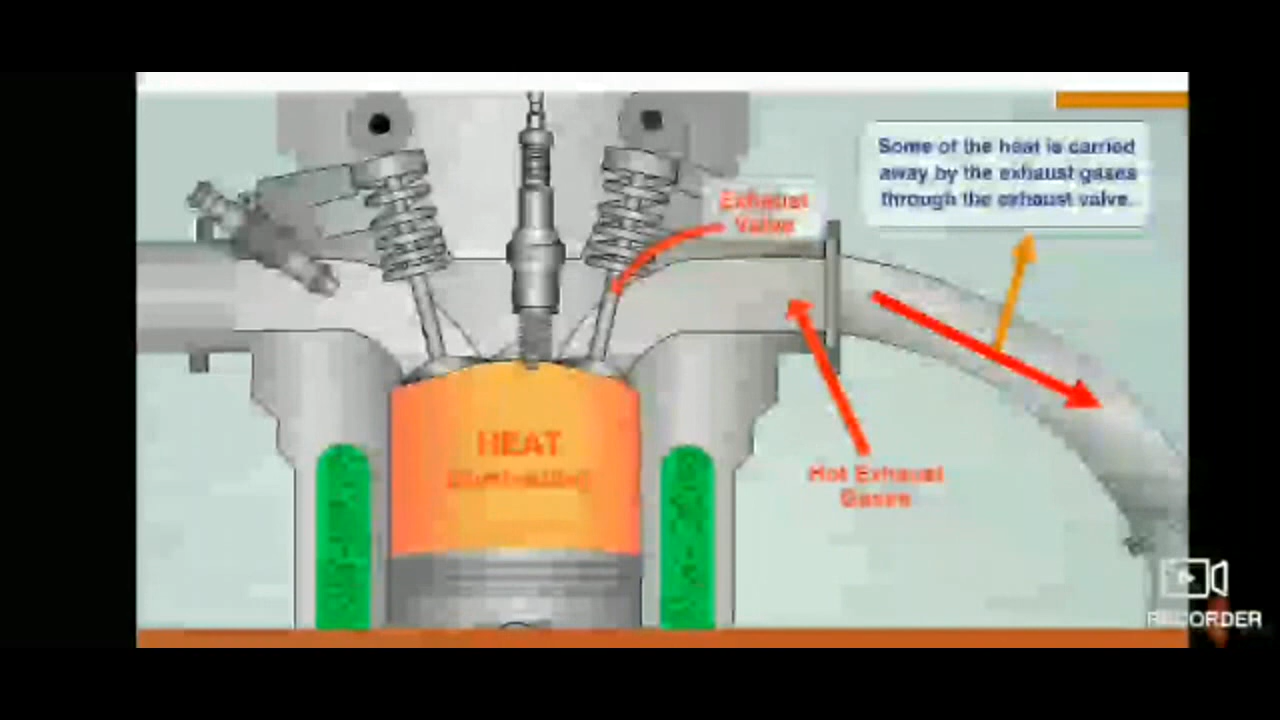 Some of the heat is carried
away by the exhaust gases
through the exhaust valve.
Exhaust
Valve
HEAT
Hot Exhaust
Gases
RECORDER